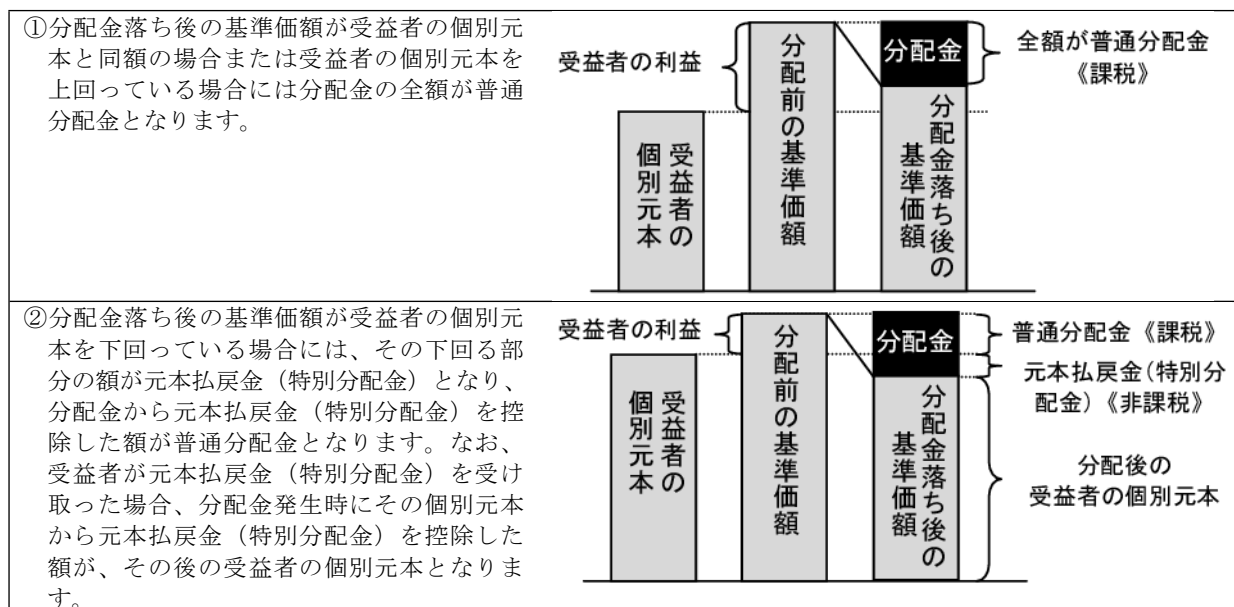 ①分配金落ち後の基準価額が受益者の個別元
本と同額の場合または受益者の個別元本を
上回っている場合には分配金の全額が普通
分配金となります。
受益者の利益
受益者の
個別元本
分配前の基準価額
分配金
分配金落ち後の
基準価額
全額が普通分配金
《課税》
②分配金落ち後の基準価額が受益者の個別元
本を下回っている場合には、その下回る部
分の額が元本払戻金（特別分配金）となり、
分配金から元本払戻金（特別分配金）を控
除した額が普通分配金となります。なお、
受益者が元本払戻金（特別分配金）を受け
取った場合、分配金発生時にその個別元本
から元本払戻金（特別分配金）を控除した
額が、その後の受益者の個別元本となりま
す。
受益者の利益
受益者の
個別元本
分配前の基準価額
分配金
分配金落ち後の
基準価額
普通分配金《課税》
元本払戻金(特別分
配金)《非課税》
分配後の
受益者の個別元本